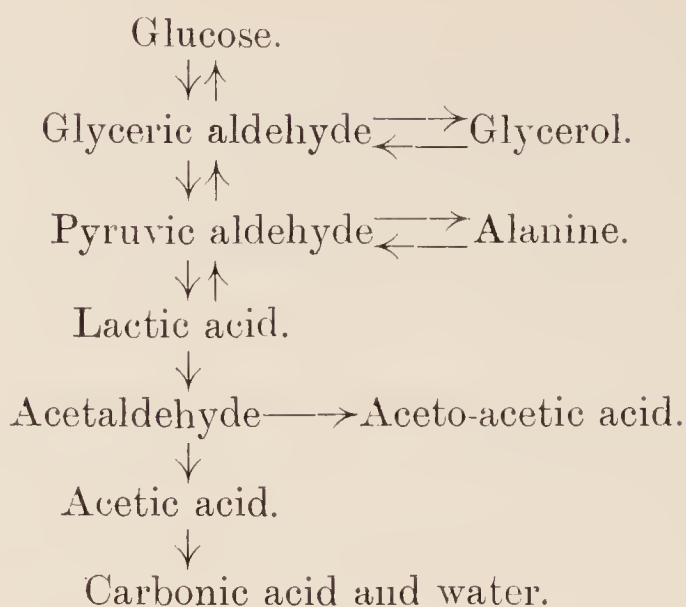 Glucose.
Glyceric aldehyde Glycerol.
Pyruvic aldehyde Alanine.
Lactic acid.
Acetaldehyde Aceto-acetic acid.
Acetic acid.
Carbonic acid and water.